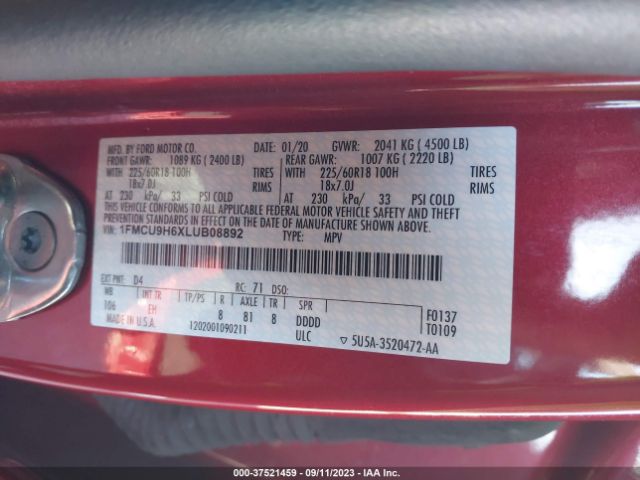 MFD. BY FORD MOTOR CO. DATE: 01/20 GVWR: 2041 KG ( 4500 LB)
FRONT GAWR: 1089 KG ( 2400 LB) REAR GAWR: 1007 KG ( 2220 LB)
WITH 225/60R18 100H TIRES WITH 225/60R18 100H TIRES
18x7.0J RIMS 18x7.0J RIMS
AT 230 kPa/ 33 PSI COLD AT 230 kPa/ 33 PSI COLD
THIS VEHICLE CONFORMS TO ALL APPLICABLE FEDERAL MOTOR VEHICLE SAFETY AND THEFT
PREVENTION STANDARDS IN EFFECT ON THE DATE OF MANUFACTURE SHOWN ABOVE.
VIN: 1FMCU9H6XLUB08892 TYPE: MPV
EXT PNT: D4 RC: 71 DSO:
WB INT TR TP/PS R AXLE TR SPR
106 EH 8 81 8 DDDD F0137
MADE IN U.S.A. 1202001090211 ULC T0109
▽ 5U5A-3520472-AA
000-37521459 - 09/11/2023 - IAA Inc.